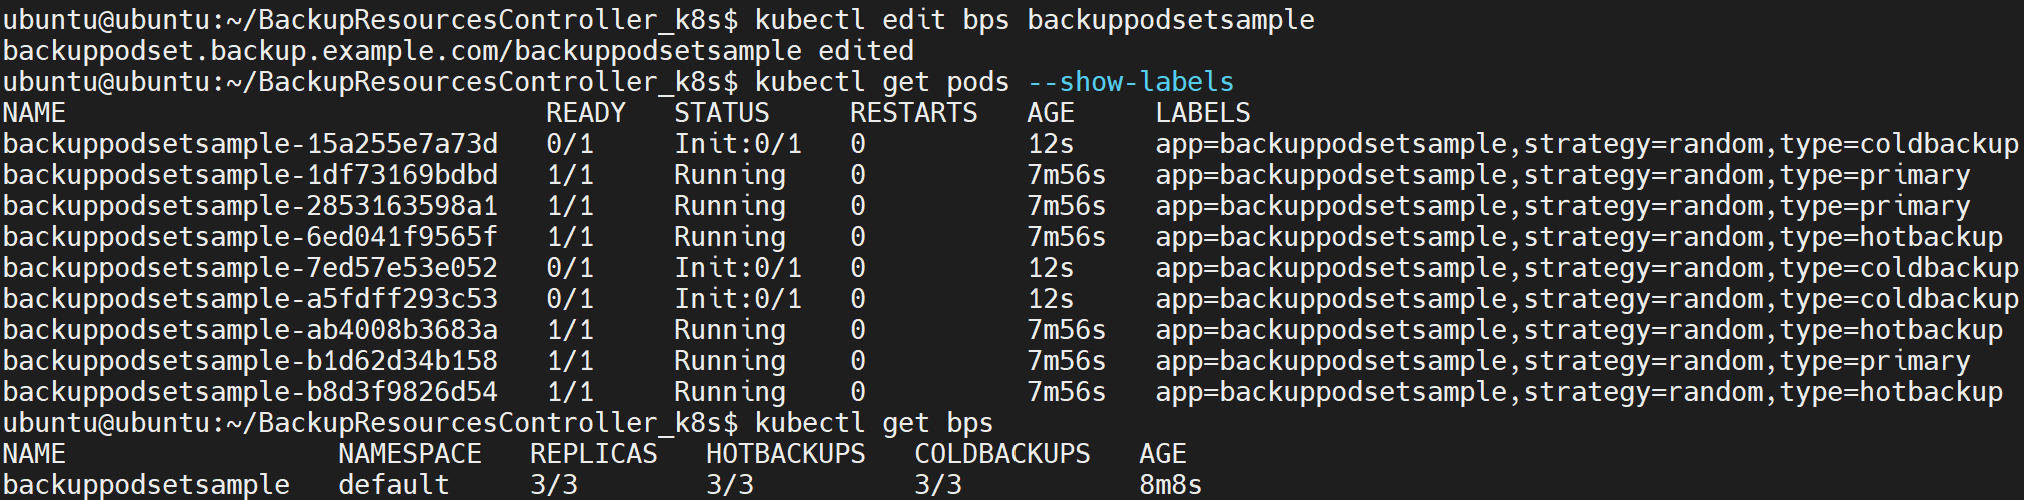 ubuntu@ubuntu:~/BackupResourcesController_k8s$ kubectl edit bps backuppodsetsample
backuppodset.backup.example.com/backuppodsetsample edited
ubuntu@ubuntu:~/BackupResourcesController_k8s$ kubectl get pods --show-labels
NAME READY STATUS RESTARTS AGE LABELS
backuppodsetsample-15a255e7a73d 0/1 Init:0/1 0 12s app=backuppodsetsample,strategy=random,type=coldbackup
backuppodsetsample-1df73169bdbd 1/1 Running 0 7m56s app=backuppodsetsample,strategy=random,type=primary
backuppodsetsample-2853163598a1 1/1 Running 0 7m56s app=backuppodsetsample,strategy=random,type=primary
backuppodsetsample-6ed041f9565f 1/1 Running 0 7m56s app=backuppodsetsample,strategy=random,type=hotbackup
backuppodsetsample-7ed57e53e052 0/1 Init:0/1 0 12s app=backuppodsetsample,strategy=random,type=coldbackup
backuppodsetsample-a5fdff293c53 0/1 Init:0/1 0 12s app=backuppodsetsample,strategy=random,type=coldbackup
backuppodsetsample-ab4008b3683a 1/1 Running 0 7m56s app=backuppodsetsample,strategy=random,type=hotbackup
backuppodsetsample-b1d62d34b158 1/1 Running 0 7m56s app=backuppodsetsample,strategy=random,type=primary
backuppodsetsample-b8d3f9826d54 1/1 Running 0 7m56s app=backuppodsetsample,strategy=random,type=hotbackup
ubuntu@ubuntu:~/BackupResourcesController_k8s$ kubectl get bps
NAME NAMESPACE REPLICAS HOTBACKUPS COLDBACKUPS AGE
backuppodsetsample default 3/3 3/3 3/3 8m8s